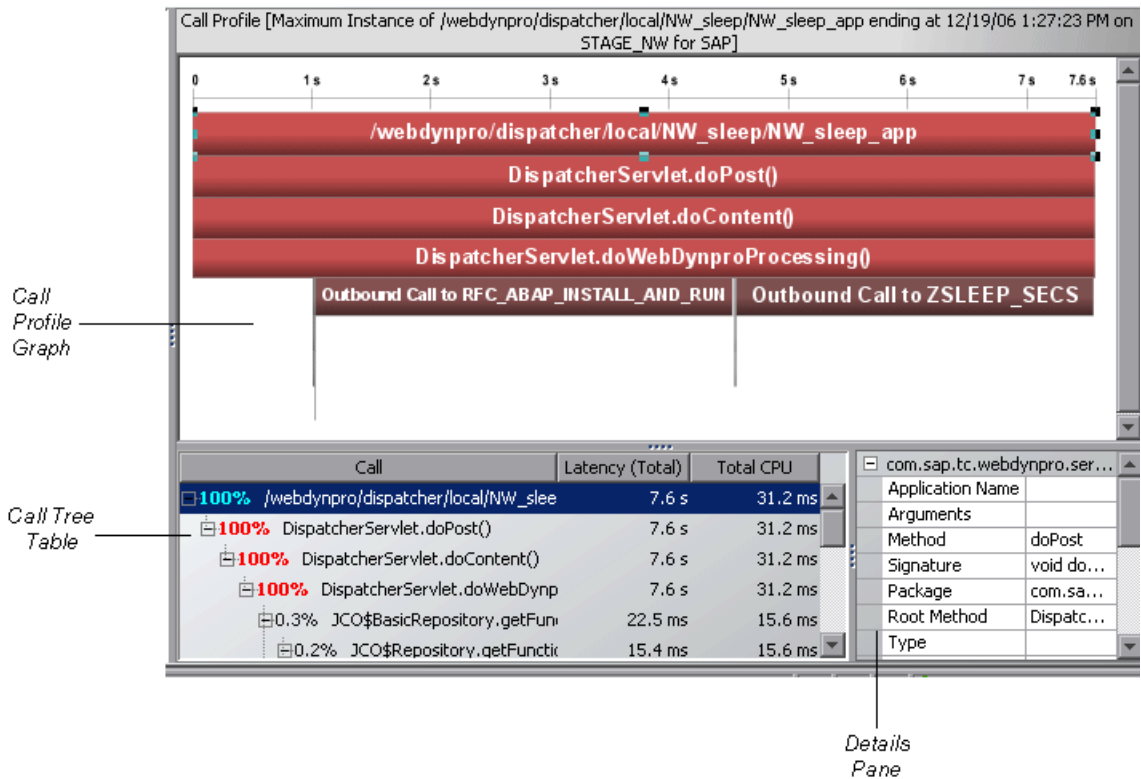 Call Profile [Maximum Instance of /webdynpro/dispatcher/local/NW_sleep/NW_sleep_app ending at 12/19/06 1:27:23 PM on
STAGE_NW for SAP]
0 1 s 2 s 3 s 4 s 5 s 6 s 7 s 7.6 s
/webdynpro/dispatcher/local/NW_sleep/NW_sleep_app
DispatcherServlet.doPost()
DispatcherServlet.doContent()
DispatcherServlet.doWebDynproProcessing()
Outbound Call to RFC_ABAP_INSTALL_AND_RUN Outbound Call to ZSLEEP_SECS
Call
Profile
Graph
Call Latency (Total) Total CPU
100% /webdynpro/dispatcher/local/NW_slee 7.6 s 31.2 ms
100% DispatcherServlet.doPost() 7.6 s 31.2 ms
100% DispatcherServlet.doContent() 7.6 s 31.2 ms
100% DispatcherServlet.doWebDynp 7.6 s 31.2 ms
0.3% JCO$BasicRepository.getFun 22.5 ms 15.6 ms
0.2% JCO$Repository.getFunctic 15.4 ms 15.6 ms
Call Tree
Table
com.sap.tc.webdynpro.ser...
Application Name
Arguments
Method doPost
Signature void do...
Package com.sa...
Root Method Dispatc...
Type
Details
Pane